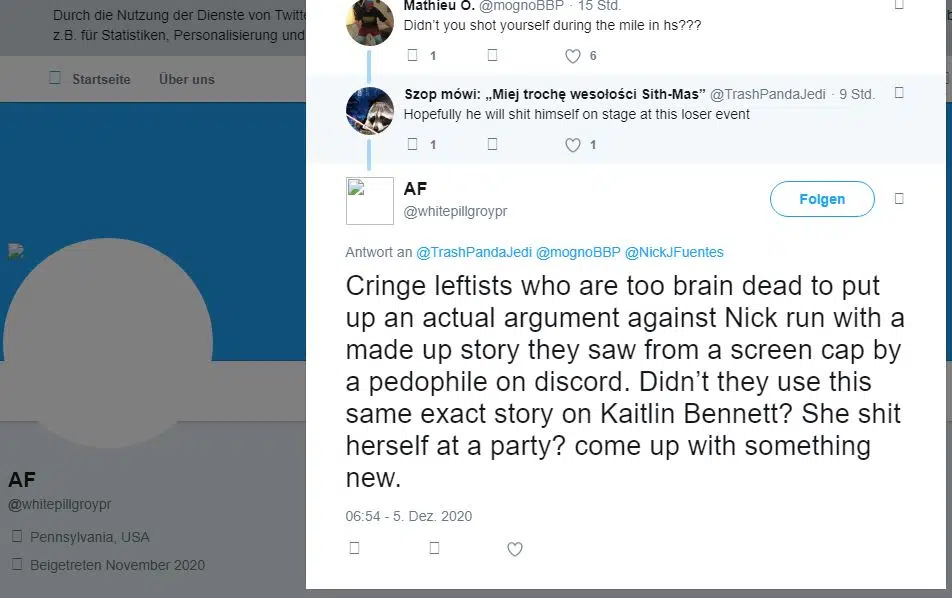 Durch die Nutzung der Dienste von Twitte
z.B. für Statistiken, Personalisierung und
Startseite Über uns
Mathieu O. @mognoBBP · 15 Std.
Didn’t you shot yourself during the mile in hs???
1 6
Szop mówi: „Miej trochę wesołości Sith-Mas” @TrashPandaJedi · 9 Std.
Hopefully he will shit himself on stage at this loser event
1 1
AF
@whitepillgroypr
Folgen
Antwort an @TrashPandaJedi @mognoBBP @NickJFuentes
Cringe leftists who are too brain dead to put
up an actual argument against Nick run with a
made up story they saw from a screen cap by
a pedophile on discord. Didn’t they use this
same exact story on Kaitlin Bennett? She shit
herself at a party? come up with something
new.
06:54 - 5. Dez. 2020
AF
@whitepillgroypr
Pennsylvania, USA
Beigetreten November 2020